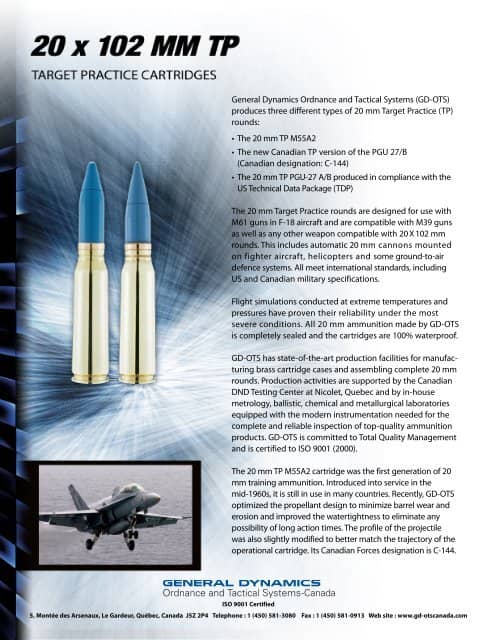 20 x 102 MM TP
TARGET PRACTICE CARTRIDGES
General Dynamics Ordnance and Tactical Systems (GD-OTS)
produces three different types of 20 mm Target Practice (TP)
rounds:
• The 20 mm TP M55A2
• The new Canadian TP version of the PGU 27/B
(Canadian designation: C-144)
• The 20 mm TP PGU-27 A/B produced in compliance with the
US Technical Data Package (TDP)
The 20 mm Target Practice rounds are designed for use with
M61 guns in F-18 aircraft and are compatible with M39 guns
as well as any other weapon compatible with 20 X 102 mm
rounds. This includes automatic 20 mm cannons mounted
on fighter aircraft, helicopters and some ground-to-air
defence systems. All meet international standards, including
US and Canadian military specifications.
Flight simulations conducted at extreme temperatures and
pressures have proven their reliability under the most
severe conditions. All 20 mm ammunition made by GD-OTS
is completely sealed and the cartridges are 100% waterproof.
GD-OTS has state-of-the-art production facilities for manufac-
turing brass cartridge cases and assembling complete 20 mm
rounds. Production activities are supported by the Canadian
DND Testing Center at Nicolet, Quebec and by in-house
metrology, ballistic, chemical and metallurgical laboratories
equipped with the modern instrumentation needed for the
complete and reliable inspection of top-quality ammunition
products. GD-OTS is committed to Total Quality Management
and is certified to ISO 9001 (2000).
The 20 mm TP M55A2 cartridge was the first generation of 20
mm training ammunition. Introduced into service in the
mid-1960s, it is still in use in many countries. Recently, GD-OTS
optimized the propellant design to minimize barrel wear and
erosion and improved the watertightness to eliminate any
possibility of long action times. The profile of the projectile
was also slightly modified to better match the trajectory of the
operational cartridge. Its Canadian Forces designation is C-144.
GENERAL DYNAMICS
Ordnance and Tactical Systems-Canada
ISO 9001 Certified
5, Montée des Arsenaux, Le Gardeur, Québec, Canada J5Z 2P4 Telephone : 1 (450) 581-3080 Fax : 1 (450) 581-0913 Web site : www.gd-otscanada.com